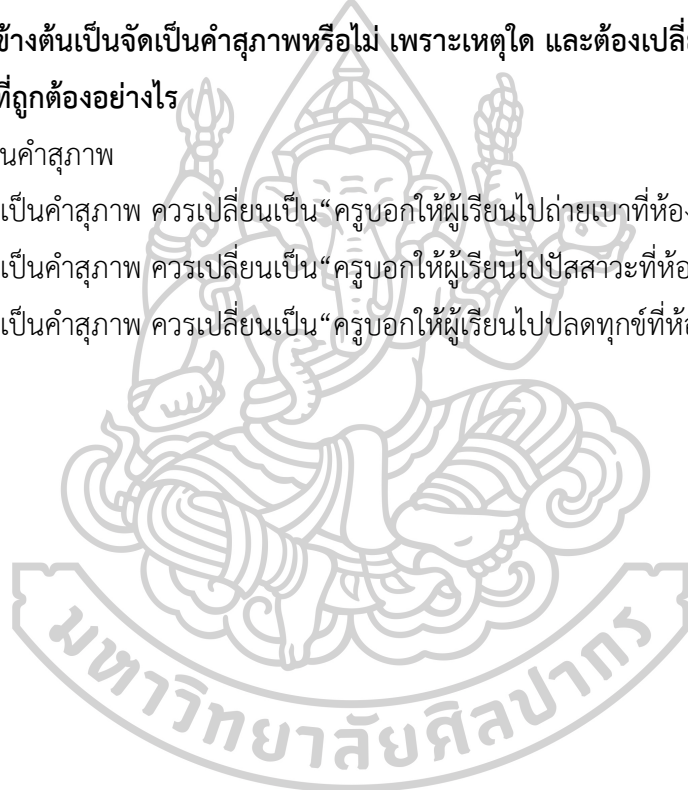 ข้างต้นเป็นจัดเป็นคำสุภาพหรือไม่ เพราะเหตุใด และต้องเปลี่ย
ที่ถูกต้องอย่างไร
นคำสุภาพ
เป็นคำสุภาพ ควรเปลี่ยนเป็น“ครูบอกให้ผู้เรียนไปถ่ายเบาที่ห้อง
เป็นคำสุภาพ ควรเปลี่ยนเป็น“ครูบอกให้ผู้เรียนไปปัสสาวะที่ห้อ
เป็นคำสุภาพ ควรเปลี่ยนเป็น“ครูบอกให้ผู้เรียนไปปลดทุกข์ที่ห้อ
มหาวิทยาลัยศิลปากร